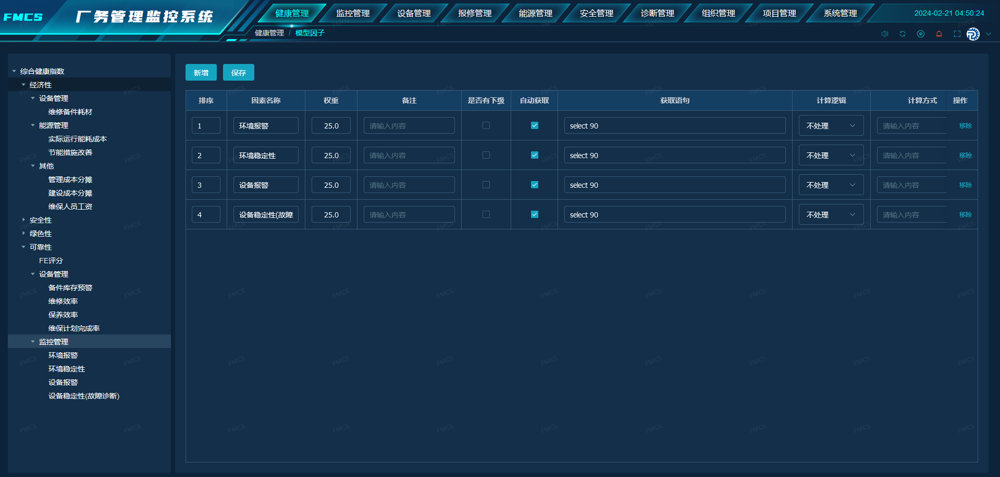 FMCS 厂务管理监控系统
健康管理 监控管理 设备管理 报修管理 能源管理 安全管理 诊断管理 组织管理 项目管理 系统管理
2024-02-21 04:50:24
健康管理 / 模型因子
综合健康指数
经济性
设备管理
维修备件耗材
能源管理
实际运行能耗成本
节能措施改善
其他
管理成本分摊
建设成本分摊
维保人员工资
安全性
绿色性
可靠性
FE评分
设备管理
备件库存预警
维修效率
保养效率
维保计划完成率
监控管理
环境报警
环境稳定性
设备报警
设备稳定性(故障诊断)
新增 保存
排序 因素名称 权重 备注 是否有下级 自动获取 获取语句 计算逻辑 计算方式 操作
1 环境报警 25.0 请输入内容 select 90 不处理 请输入内容 移除
2 环境稳定性 25.0 请输入内容 select 90 不处理 请输入内容 移除
3 设备报警 25.0 请输入内容 select 90 不处理 请输入内容 移除
4 设备稳定性(故障 25.0 请输入内容 select 90 不处理 请输入内容 移除